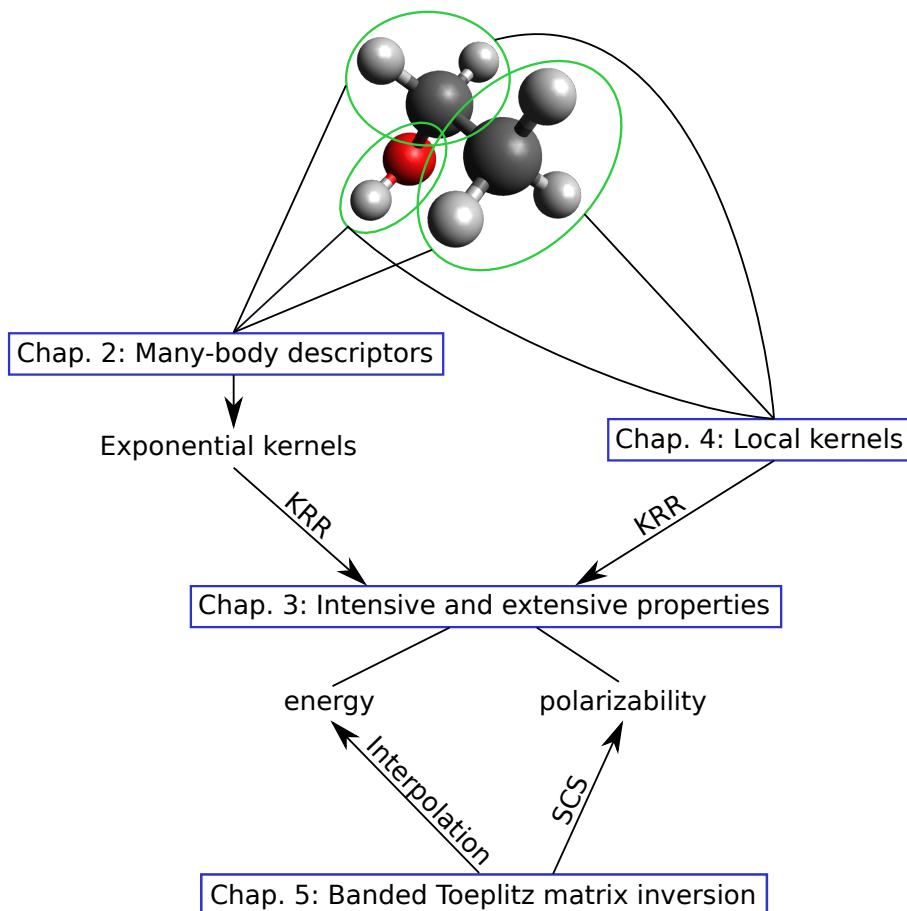 Chap. 2: Many-body descriptors
Exponential kernels
Chap. 4: Local kernels
KRR
KRR
Chap. 3: Intensive and extensive properties
energy
polarizability
Interpolation
SCS
Chap. 5: Banded Toeplitz matrix inversion